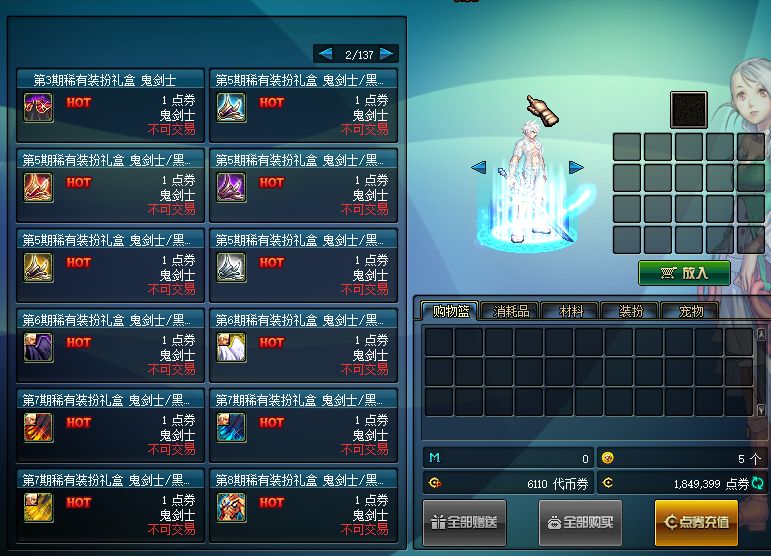 2/137
第3期稀有装扮礼盒 鬼剑士
HOT
1 点券
鬼剑士
不可交易
第5期稀有装扮礼盒 鬼剑士/黑...
HOT
1 点券
鬼剑士
不可交易
第5期稀有装扮礼盒 鬼剑士/黑...
HOT
1 点券
鬼剑士
不可交易
第5期稀有装扮礼盒 鬼剑士/黑...
HOT
1 点券
鬼剑士
不可交易
第5期稀有装扮礼盒 鬼剑士/黑...
HOT
1 点券
鬼剑士
不可交易
第5期稀有装扮礼盒 鬼剑士/黑...
HOT
1 点券
鬼剑士
不可交易
第6期稀有装扮礼盒 鬼剑士/黑...
HOT
1 点券
鬼剑士
不可交易
第6期稀有装扮礼盒 鬼剑士/黑...
HOT
1 点券
鬼剑士
不可交易
第7期稀有装扮礼盒 鬼剑士/黑...
HOT
1 点券
鬼剑士
不可交易
第7期稀有装扮礼盒 鬼剑士/黑...
HOT
1 点券
鬼剑士
不可交易
第7期稀有装扮礼盒 鬼剑士/黑...
HOT
1 点券
鬼剑士
不可交易
第8期稀有装扮礼盒 鬼剑士/黑...
HOT
1 点券
鬼剑士
不可交易
放入
购物篮 消耗品 材料 装扮 宠物
M 0 5 个
6110 代币券 1,849,399 点券
全部赠送 全部购买 点券充值